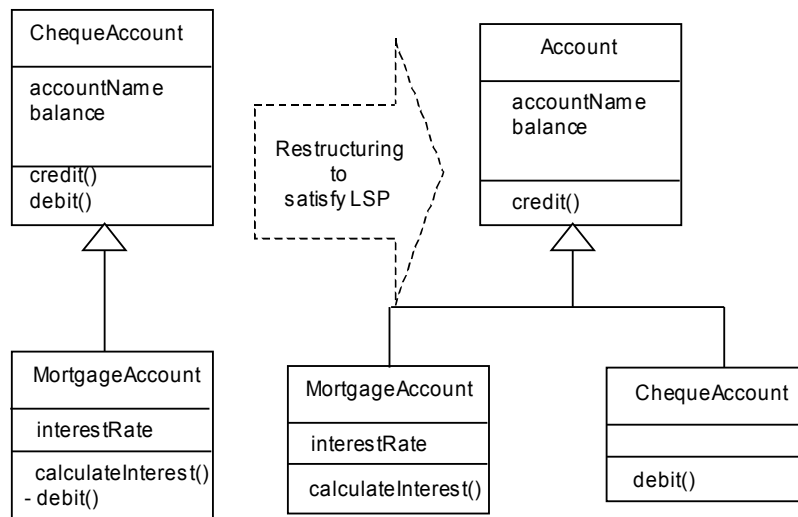 ChequeAccount
accountName
balance
credit()
debit()
MortgageAccount
interestRate
calculateInterest()
- debit()
Restructuring
to
satisfy LSP
Account
accountName
balance
credit()
MortgageAccount
interestRate
calculateInterest()
ChequeAccount
debit()